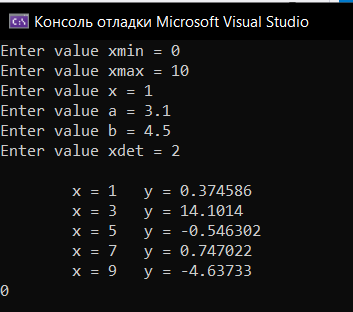 Консоль отладки Microsoft Visual Studio
Enter value xmin = 0
Enter value xmax = 10
Enter value x = 1
Enter value a = 3.1
Enter value b = 4.5
Enter value xdet = 2
x = 1 y = 0.374586
x = 3 y = 14.1014
x = 5 y = -0.546302
x = 7 y = 0.747022
x = 9 y = -4.63733
0